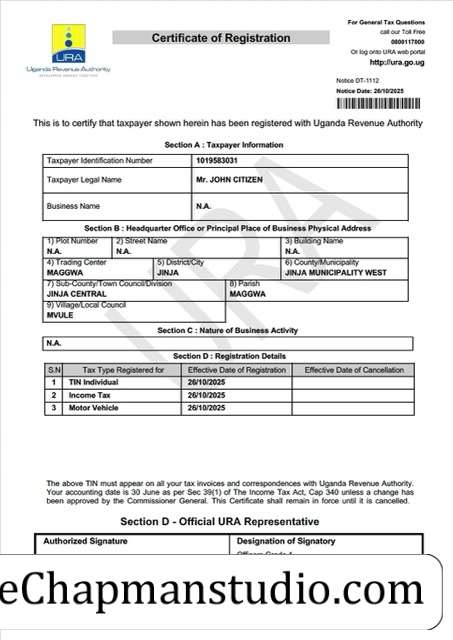 For General Tax Questions
call our Toll Free
0800117000
Or log onto URA web portal
http://ura.go.ug
URA
Uganda Revenue Authority
DEVELOPING UGANDA TOGETHER
Certificate of Registration
Notice DT-1112
Notice Date: 26/10/2025
This is to certify that taxpayer shown herein has been registered with Uganda Revenue Authority
Section A : Taxpayer Information
Taxpayer Identification Number 1019583031
Taxpayer Legal Name Mr. JOHN CITIZEN
Business Name N.A.
Section B : Headquarter Office or Principal Place of Business Physical Address
1) Plot Number 2) Street Name 3) Building Name
N.A. N.A. N.A.
4) Trading Center 5) District/City 6) County/Municipality
MAGGWA JINJA JINJA MUNICIPALITY WEST
7) Sub-County/Town Council/Division 8) Parish
JINJA CENTRAL MAGGWA
9) Village/Local Council
MVULE
Section C : Nature of Business Activity
N.A.
Section D : Registration Details
S.N Tax Type Registered for Effective Date of Registration Effective Date of Cancellation
1 TIN Individual 26/10/2025
2 Income Tax 26/10/2025
3 Motor Vehicle 26/10/2025
URA
The above TIN must appear on all your tax invoices and correspondences with Uganda Revenue Authority.
Your accounting date is 30 June as per Sec 39(1) of The Income Tax Act, Cap 340 unless a change has
been approved by the Commissioner General. This Certificate shall remain in force until it is cancelled.
Section D - Official URA Representative
Authorized Signature Designation of Signatory
eChapmanstudio.com